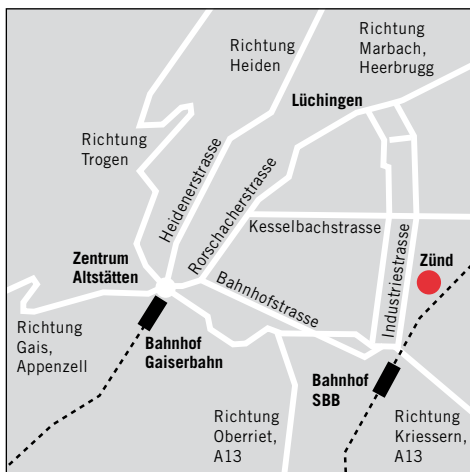 Richtung
Heiden
Richtung
Marbach,
Heerbrugg
Lüchingen
Richtung
Trogen
Heidenerstrasse
Rorschacherstrasse
Kesselbachstrasse
Zentrum
Altstätten
Bahnhofstrasse
Industriestrasse
Zünd
Richtung
Gais,
Appenzell
Bahnhof
Gaiserbahn
Bahnhof
SBB
Richtung
Oberriet,
A13
Richtung
Kriessern,
A13